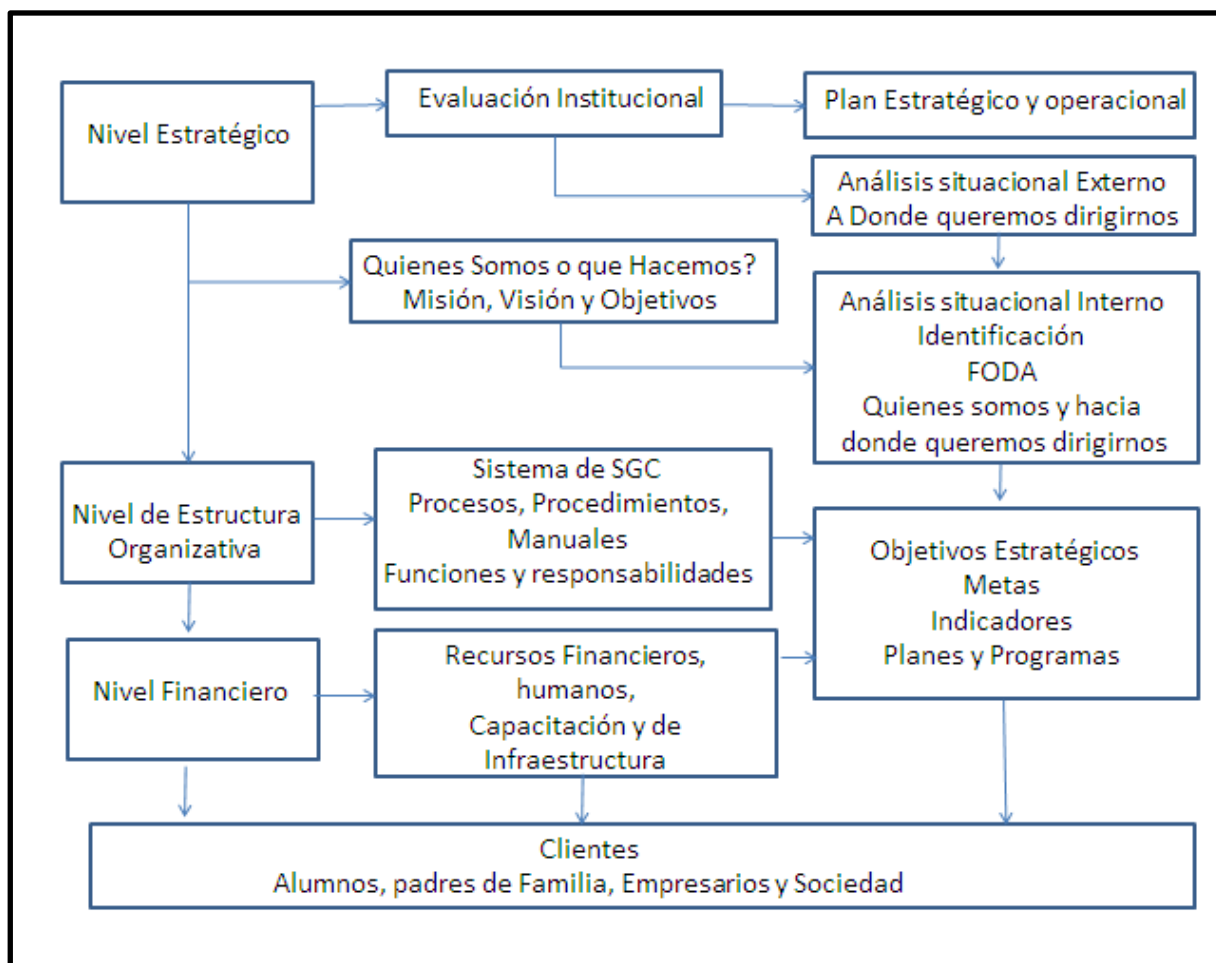 Nivel Estratégico
Evaluación Institucional
Plan Estratégico y operacional
Análisis situacional Externo
A Donde queremos dirigirnos
Quienes Somos o que Hacemos?
Misión, Visión y Objetivos
Análisis situacional Interno
Identificación
FODA
Quienes somos y hacia
donde queremos dirigirnos
Nivel de Estructura
Organizativa
Sistema de SGC
Procesos, Procedimientos,
Manuales
Funciones y responsabilidades
Objetivos Estratégicos
Metas
Indicadores
Planes y Programas
Nivel Financiero
Recursos Financieros,
humanos,
Capacitación y de
Infraestructura
Clientes
Alumnos, padres de Familia, Empresarios y Sociedad